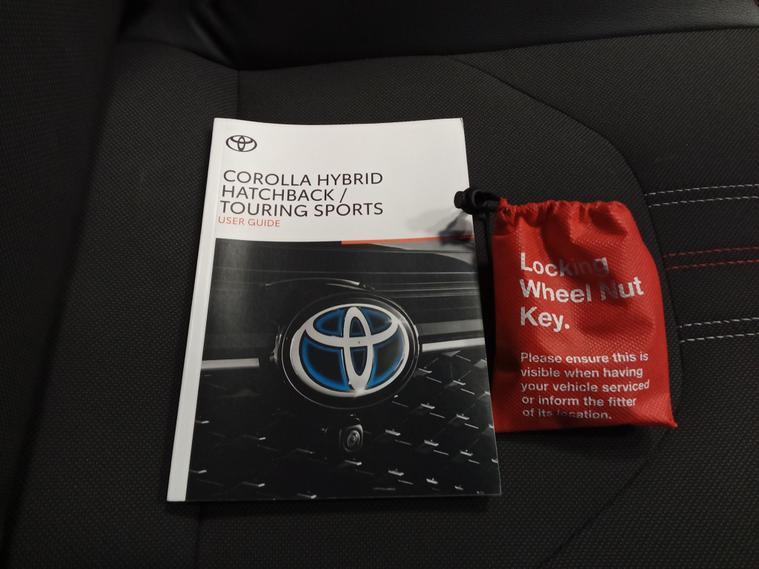 COROLLA HYBRID
HATCHBACK /
TOURING SPORTS
USER GUIDE
Locking
Wheel Nut
Key.
Please ensure this is
visible when having
your vehicle serviced
or inform the fitter
of its location.